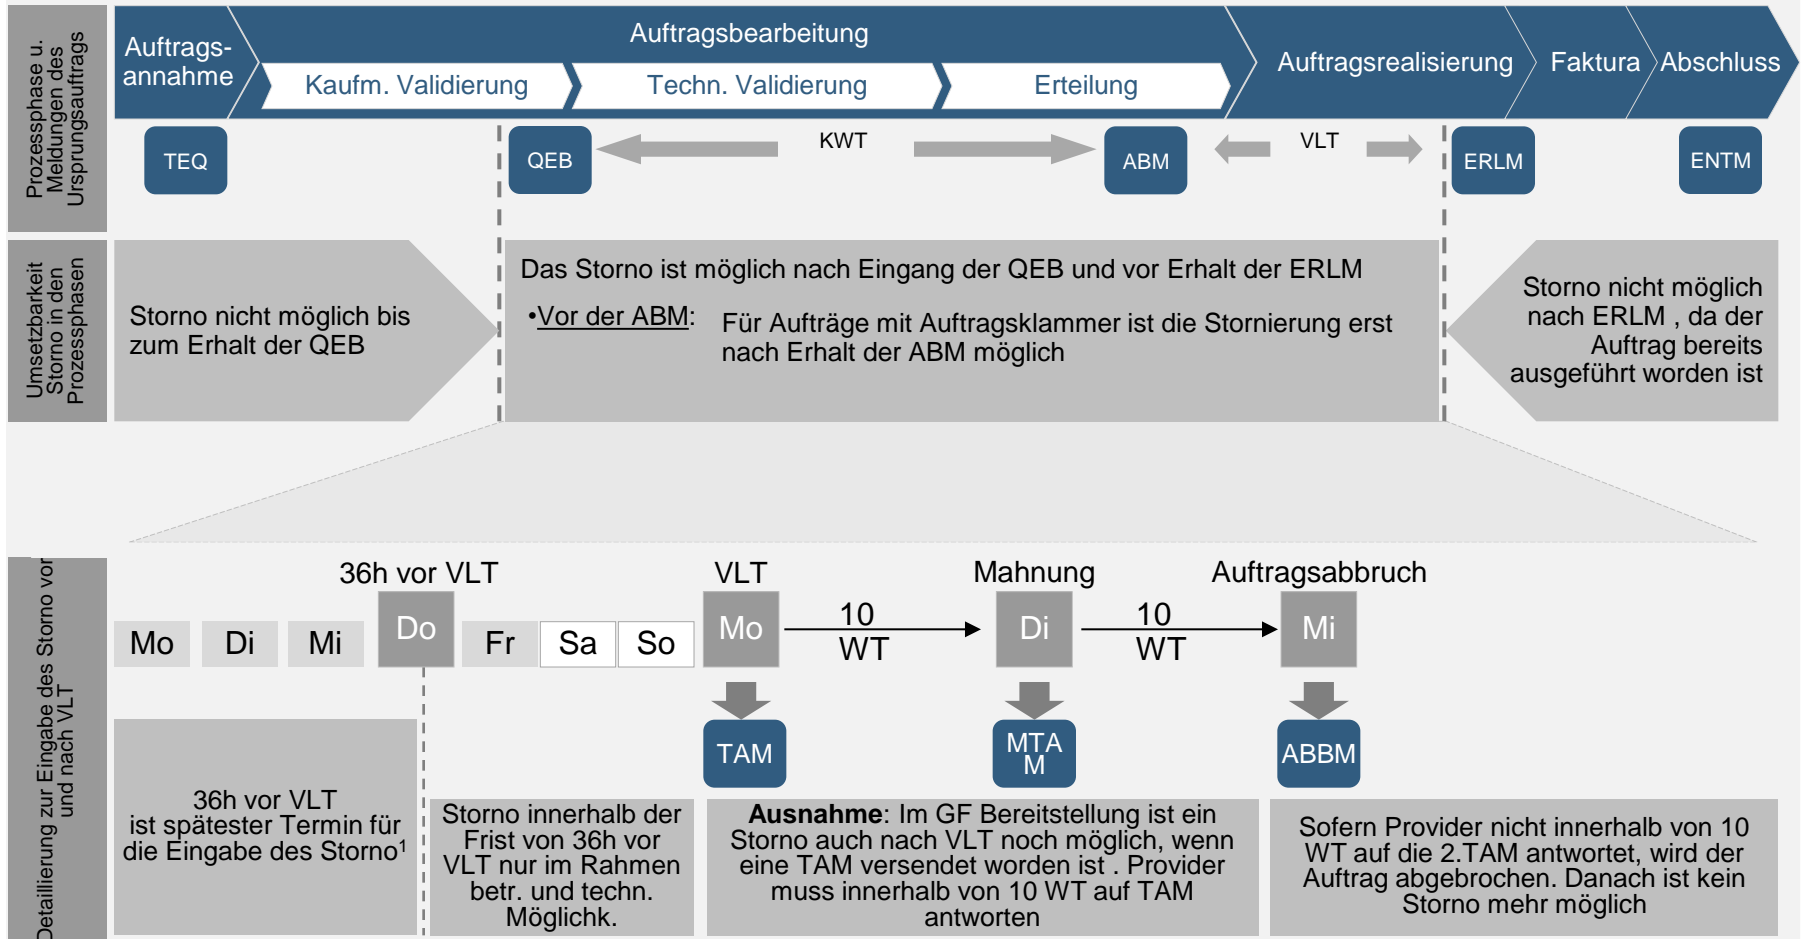 Prozessphase u.
Meldungen des
Ursprungsauftrags
Auftrags-
annahme
Auftragsbearbeitung
Kaufm. Validierung
Techn. Validierung
Erteilung
Auftragsrealisierung
Faktura
Abschluss
TEQ
QEB
KWT
ABM
VLT
ERLM
ENTM
Umsetzbarkeit
Storno in den
Prozessphasen
Storno nicht möglich bis
zum Erhalt der QEB
Das Storno ist möglich nach Eingang der QEB und vor Erhalt der ERLM
•Vor der ABM:
Für Aufträge mit Auftragsklammer ist die Stornierung erst
nach Erhalt der ABM möglich
Storno nicht möglich
nach ERLM , da der
Auftrag bereits
ausgeführt worden ist
Detaillierung zur Eingabe des Storno vor
und nach VLT
36h vor VLT
VLT
Mahnung
Auftragsabbruch
Mo
Di
Mi
Do
Fr
Sa
So
Mo
10
WT
Di
10
WT
Mi
TAM
MTA
M
ABBM
36h vor VLT
ist spätester Termin für
die Eingabe des Storno¹
Storno innerhalb der
Frist von 36h vor
VLT nur im Rahmen
betr. und techn.
Möglichk.
Ausnahme: Im GF Bereitstellung ist ein
Storno auch nach VLT noch möglich, wenn
eine TAM versendet worden ist . Provider
muss innerhalb von 10 WT auf TAM
antworten
Sofern Provider nicht innerhalb von 10
WT auf die 2.TAM antwortet, wird der
Auftrag abgebrochen. Danach ist kein
Storno mehr möglich